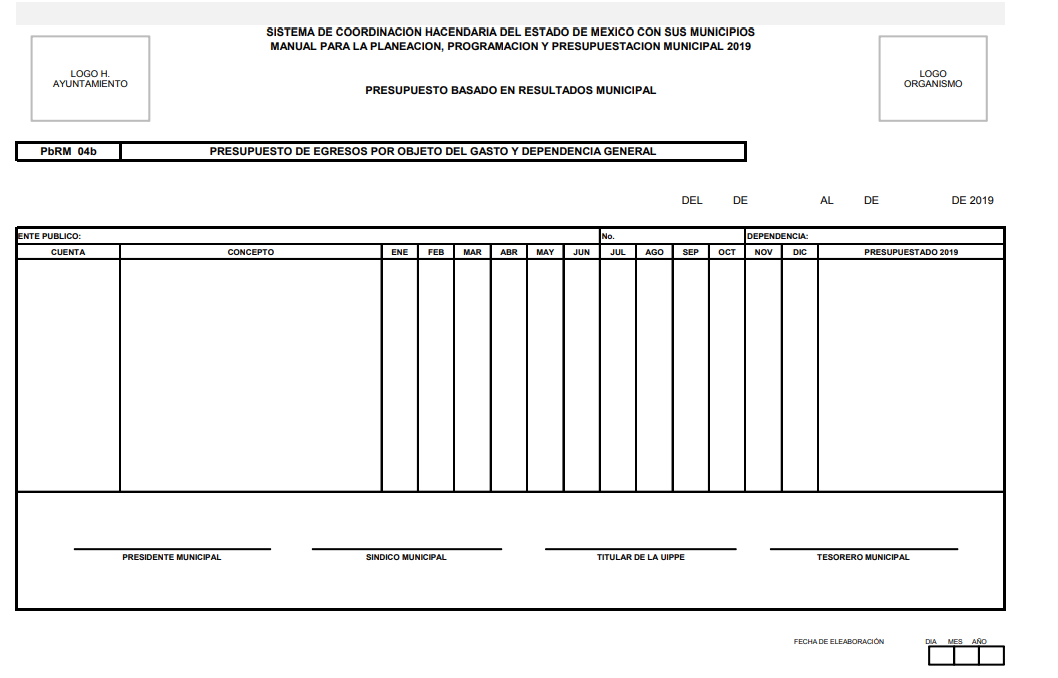 SISTEMA DE COORDINACION HACENDARIA DEL ESTADO DE MEXICO CON SUS MUNICIPIOS
MANUAL PARA LA PLANEACION, PROGRAMACION Y PRESUPUESTACION MUNICIPAL 2019
LOGO H.
AYUNTAMIENTO
LOGO
ORGANISMO
PRESUPUESTO BASADO EN RESULTADOS MUNICIPAL
PbRM 04b PRESUPUESTO DE EGRESOS POR OBJETO DEL GASTO Y DEPENDENCIA GENERAL
DEL DE AL DE DE 2019
ENTE PUBLICO: No. DEPENDENCIA:
CUENTA CONCEPTO ENE FEB MAR ABR MAY JUN JUL AGO SEP OCT NOV DIC PRESUPUESTADO 2019
PRESIDENTE MUNICIPAL SINDICO MUNICIPAL TITULAR DE LA UIPPE TESORERO MUNICIPAL
FECHA DE ELEABORACIÓN DIA MES AÑO